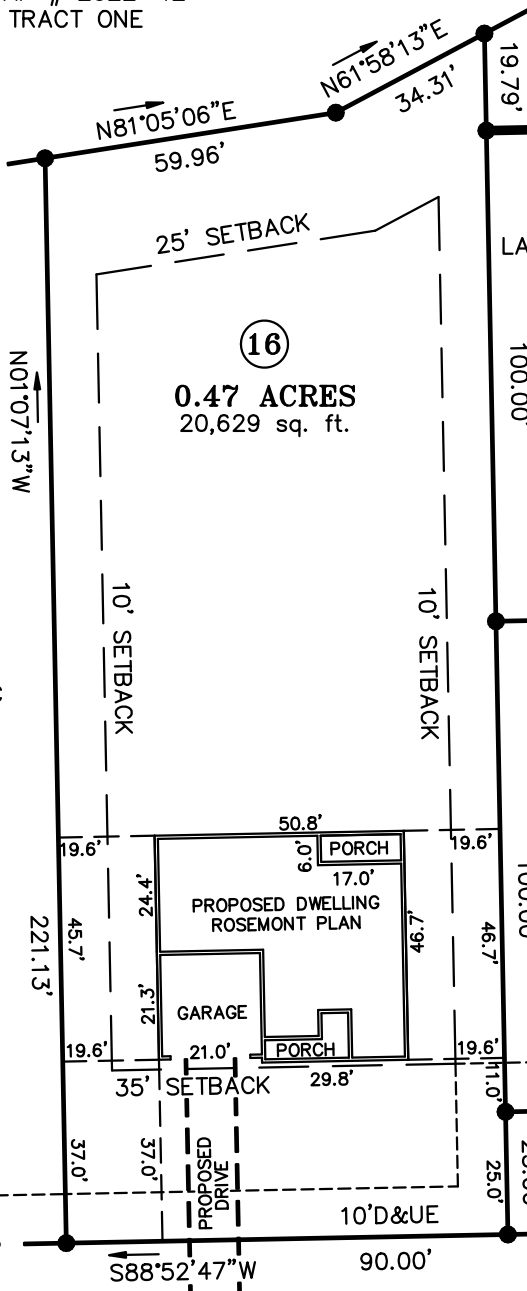 TRACT ONE
N61°58'13"E
34.31'
19.79'
N81°05'06"E
59.96'
25' SETBACK
LA
16
0.47 ACRES
20,629 sq. ft.
100.00'
N01°07'13"W
10' SETBACK
10' SETBACK
50.8'
19.6'
6.0'
PORCH
19.6'
17.0'
24.4'
PROPOSED DWELLING
ROSEMONT PLAN
45.7'
46.7'
46.7'
100.00
221.13'
21.3'
GARAGE
19.6'
21.0'
PORCH
19.6'
11.0'
35' SETBACK
29.8'
37.0'
37.0'
PROPOSED
DRIVE
25.0'
10'D&UE
S88°52'47"W
90.00'